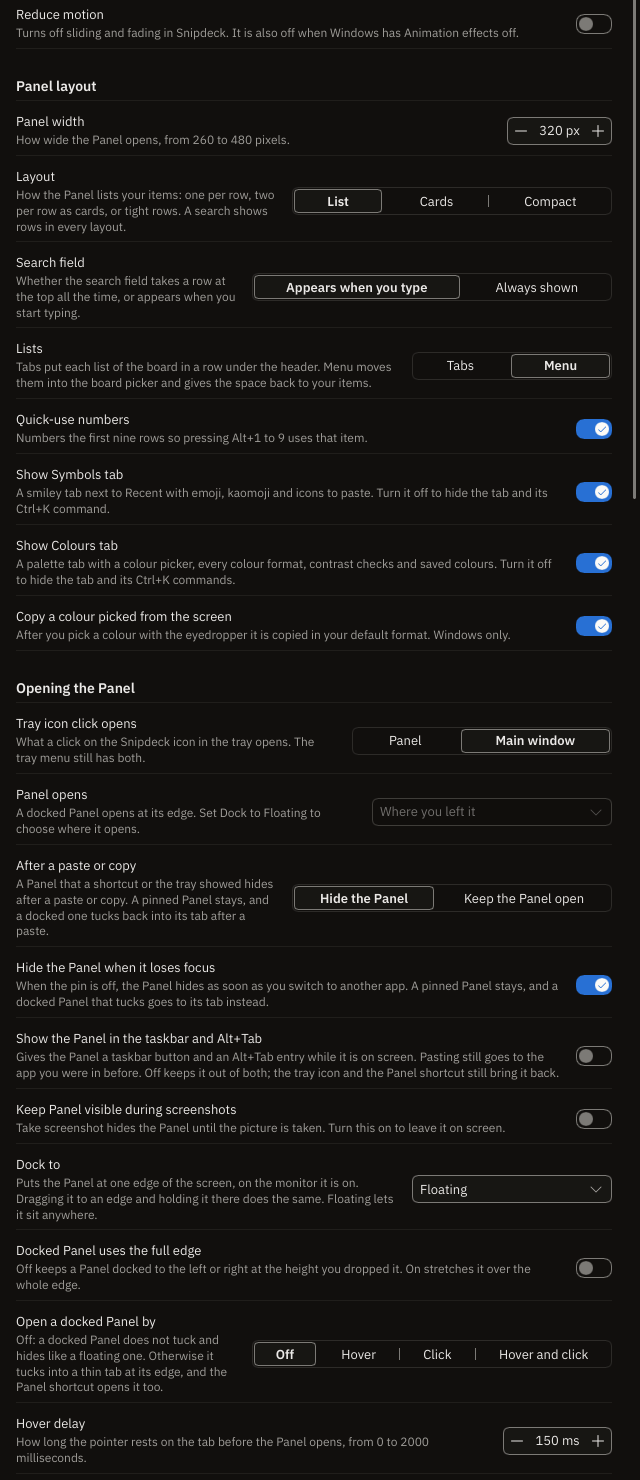 Reduce motion
Turns off sliding and fading in Snipdeck. It is also off when Windows has Animation effects off.
Panel layout
Panel width
How wide the Panel opens, from 260 to 480 pixels.
320 px
Layout
How the Panel lists your items: one per row, two
per row as cards, or tight rows. A search shows
rows in every layout.
List Cards Compact
Search field
Whether the search field takes a row at
the top all the time, or appears when you
start typing.
Appears when you type Always shown
Lists
Tabs put each list of the board in a row under the header. Menu moves
them into the board picker and gives the space back to your items.
Tabs Menu
Quick-use numbers
Numbers the first nine rows so pressing Alt+1 to 9 uses that item.
Show Symbols tab
A smiley tab next to Recent with emoji, kaomoji and icons to paste. Turn it off to hide the tab and its
Ctrl+K command.
Show Colours tab
A palette tab with a colour picker, every colour format, contrast checks and saved colours. Turn it off
to hide the tab and its Ctrl+K commands.
Copy a colour picked from the screen
After you pick a colour with the eyedropper it is copied in your default format. Windows only.
Opening the Panel
Tray icon click opens
What a click on the Snipdeck icon in the tray opens. The
tray menu still has both.
Panel Main window
Panel opens
A docked Panel opens at its edge. Set Dock to Floating to
choose where it opens.
Where you left it
After a paste or copy
A Panel that a shortcut or the tray showed hides
after a paste or copy. A pinned Panel stays, and
a docked one tucks back into its tab after a
paste.
Hide the Panel Keep the Panel open
Hide the Panel when it loses focus
When the pin is off, the Panel hides as soon as you switch to another app. A pinned Panel stays, and a
docked Panel that tucks goes to its tab instead.
Show the Panel in the taskbar and Alt+Tab
Gives the Panel a taskbar button and an Alt+Tab entry while it is on screen. Pasting still goes to the
app you were in before. Off keeps it out of both; the tray icon and the Panel shortcut still bring it back.
Keep Panel visible during screenshots
Take screenshot hides the Panel until the picture is taken. Turn this on to leave it on screen.
Dock to
Puts the Panel at one edge of the screen, on the monitor it is on.
Dragging it to an edge and holding it there does the same. Floating lets
it sit anywhere.
Floating
Docked Panel uses the full edge
Off keeps a Panel docked to the left or right at the height you dropped it. On stretches it over the
whole edge.
Open a docked Panel by
Off: a docked Panel does not tuck and
hides like a floating one. Otherwise it
tucks into a thin tab at its edge, and the
Panel shortcut opens it too.
Off Hover Click Hover and click
Hover delay
How long the pointer rests on the tab before the Panel opens, from 0 to 2000
milliseconds.
150 ms